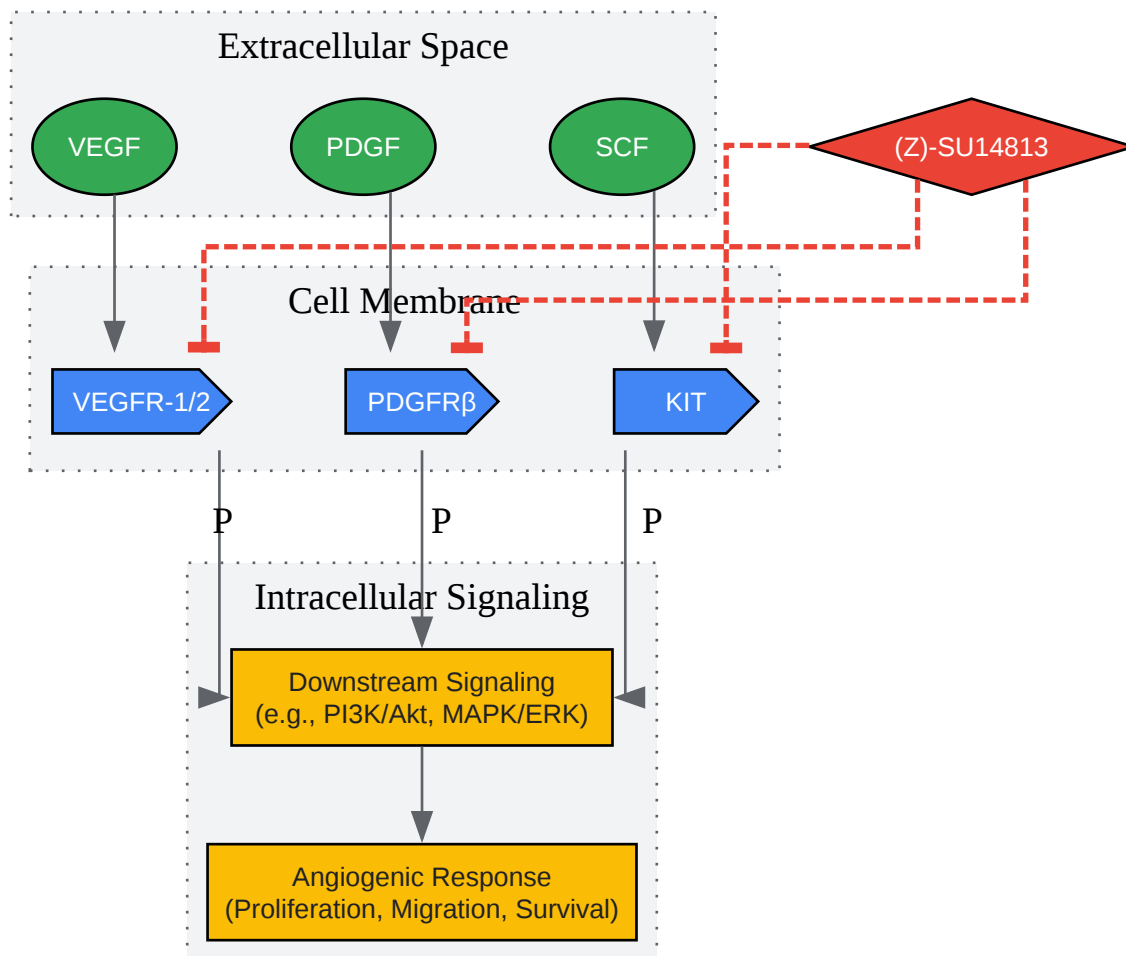 Extracellular Space
VEGF
PDGF
SCF
(Z)-SU14813
Cell Membrane
VEGFR-1/2
PDGFRβ
KIT
P
P
P
Intracellular Signaling
Downstream Signaling
(e.g., PI3K/Akt, MAPK/ERK)
Angiogenic Response
(Proliferation, Migration, Survival)